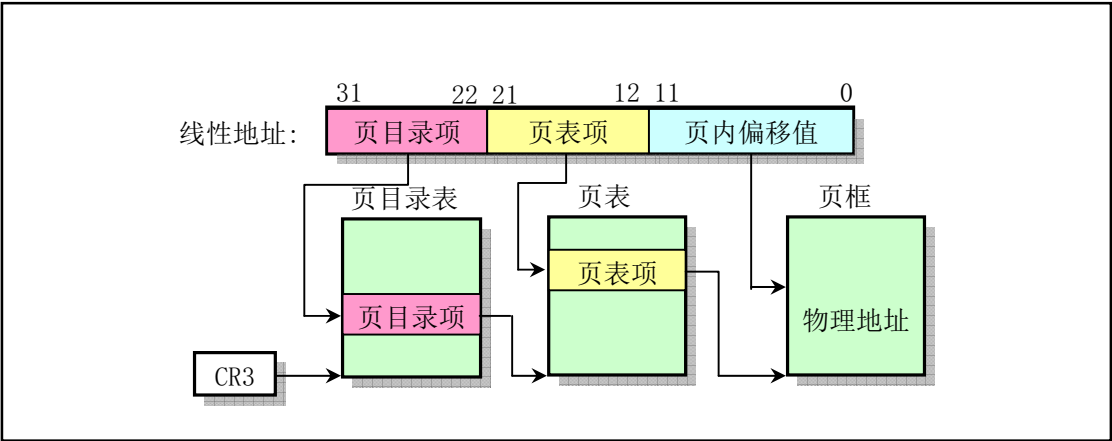 31 22 21 12 11 0
线性地址: 页目录项 页表项 页内偏移值
页目录表 页表 页框
页表项
页目录项 物理地址
CR3